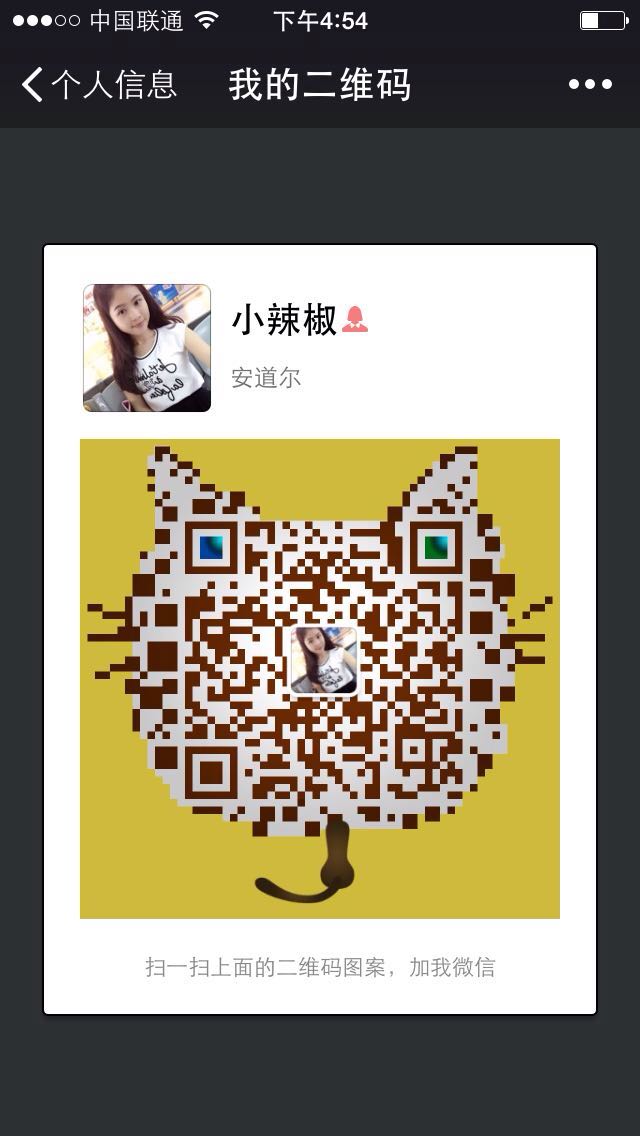 中国联通 下午4:54
个人信息 我的二维码
小辣椒
安道尔
扫一扫上面的二维码图案，加我微信